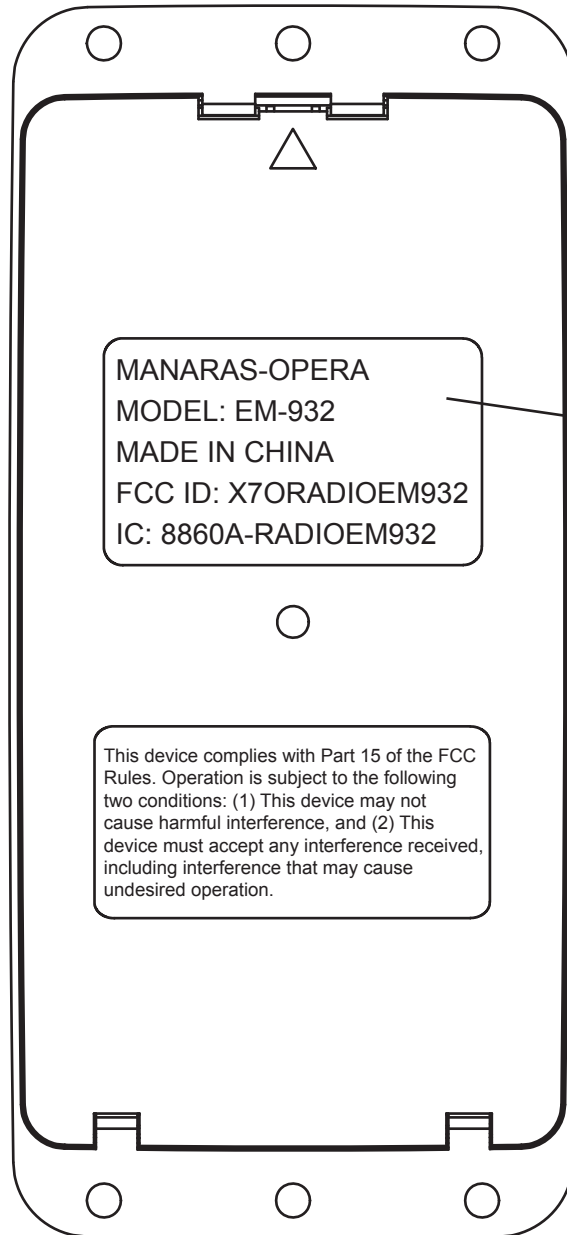 MANARAS-OPERA
MODEL: EM-932
MADE IN CHINA
FCC ID: X7ORADIOEM932
IC: 8860A-RADIOEM932
This device complies with Part 15 of the FCC
Rules. Operation is subject to the following
two conditions: (1) This device may not
cause harmful interference, and (2) This
device must accept any interference received,
including interference that may cause
undesired operation.